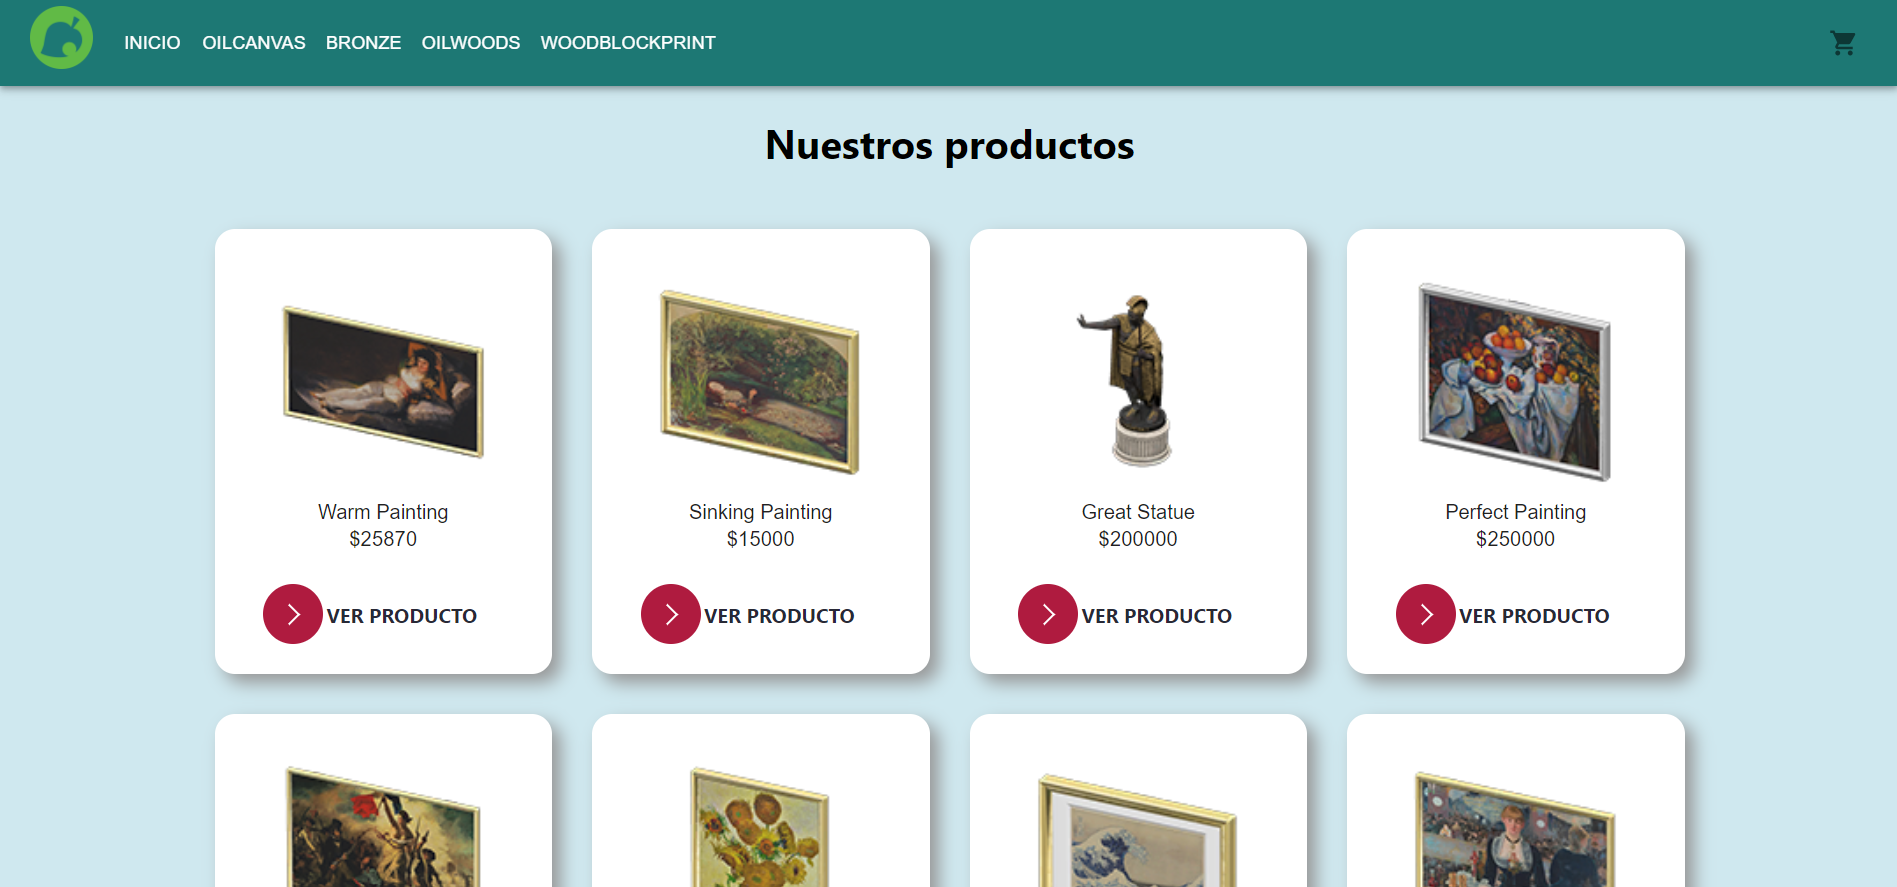 INICIO OILCANVAS BRONZE OILWOODS WOODBLOCKPRINT
Nuestros productos
Warm Painting
$25870
VER PRODUCTO
Sinking Painting
$15000
VER PRODUCTO
Great Statue
$200000
VER PRODUCTO
Perfect Painting
$250000
VER PRODUCTO